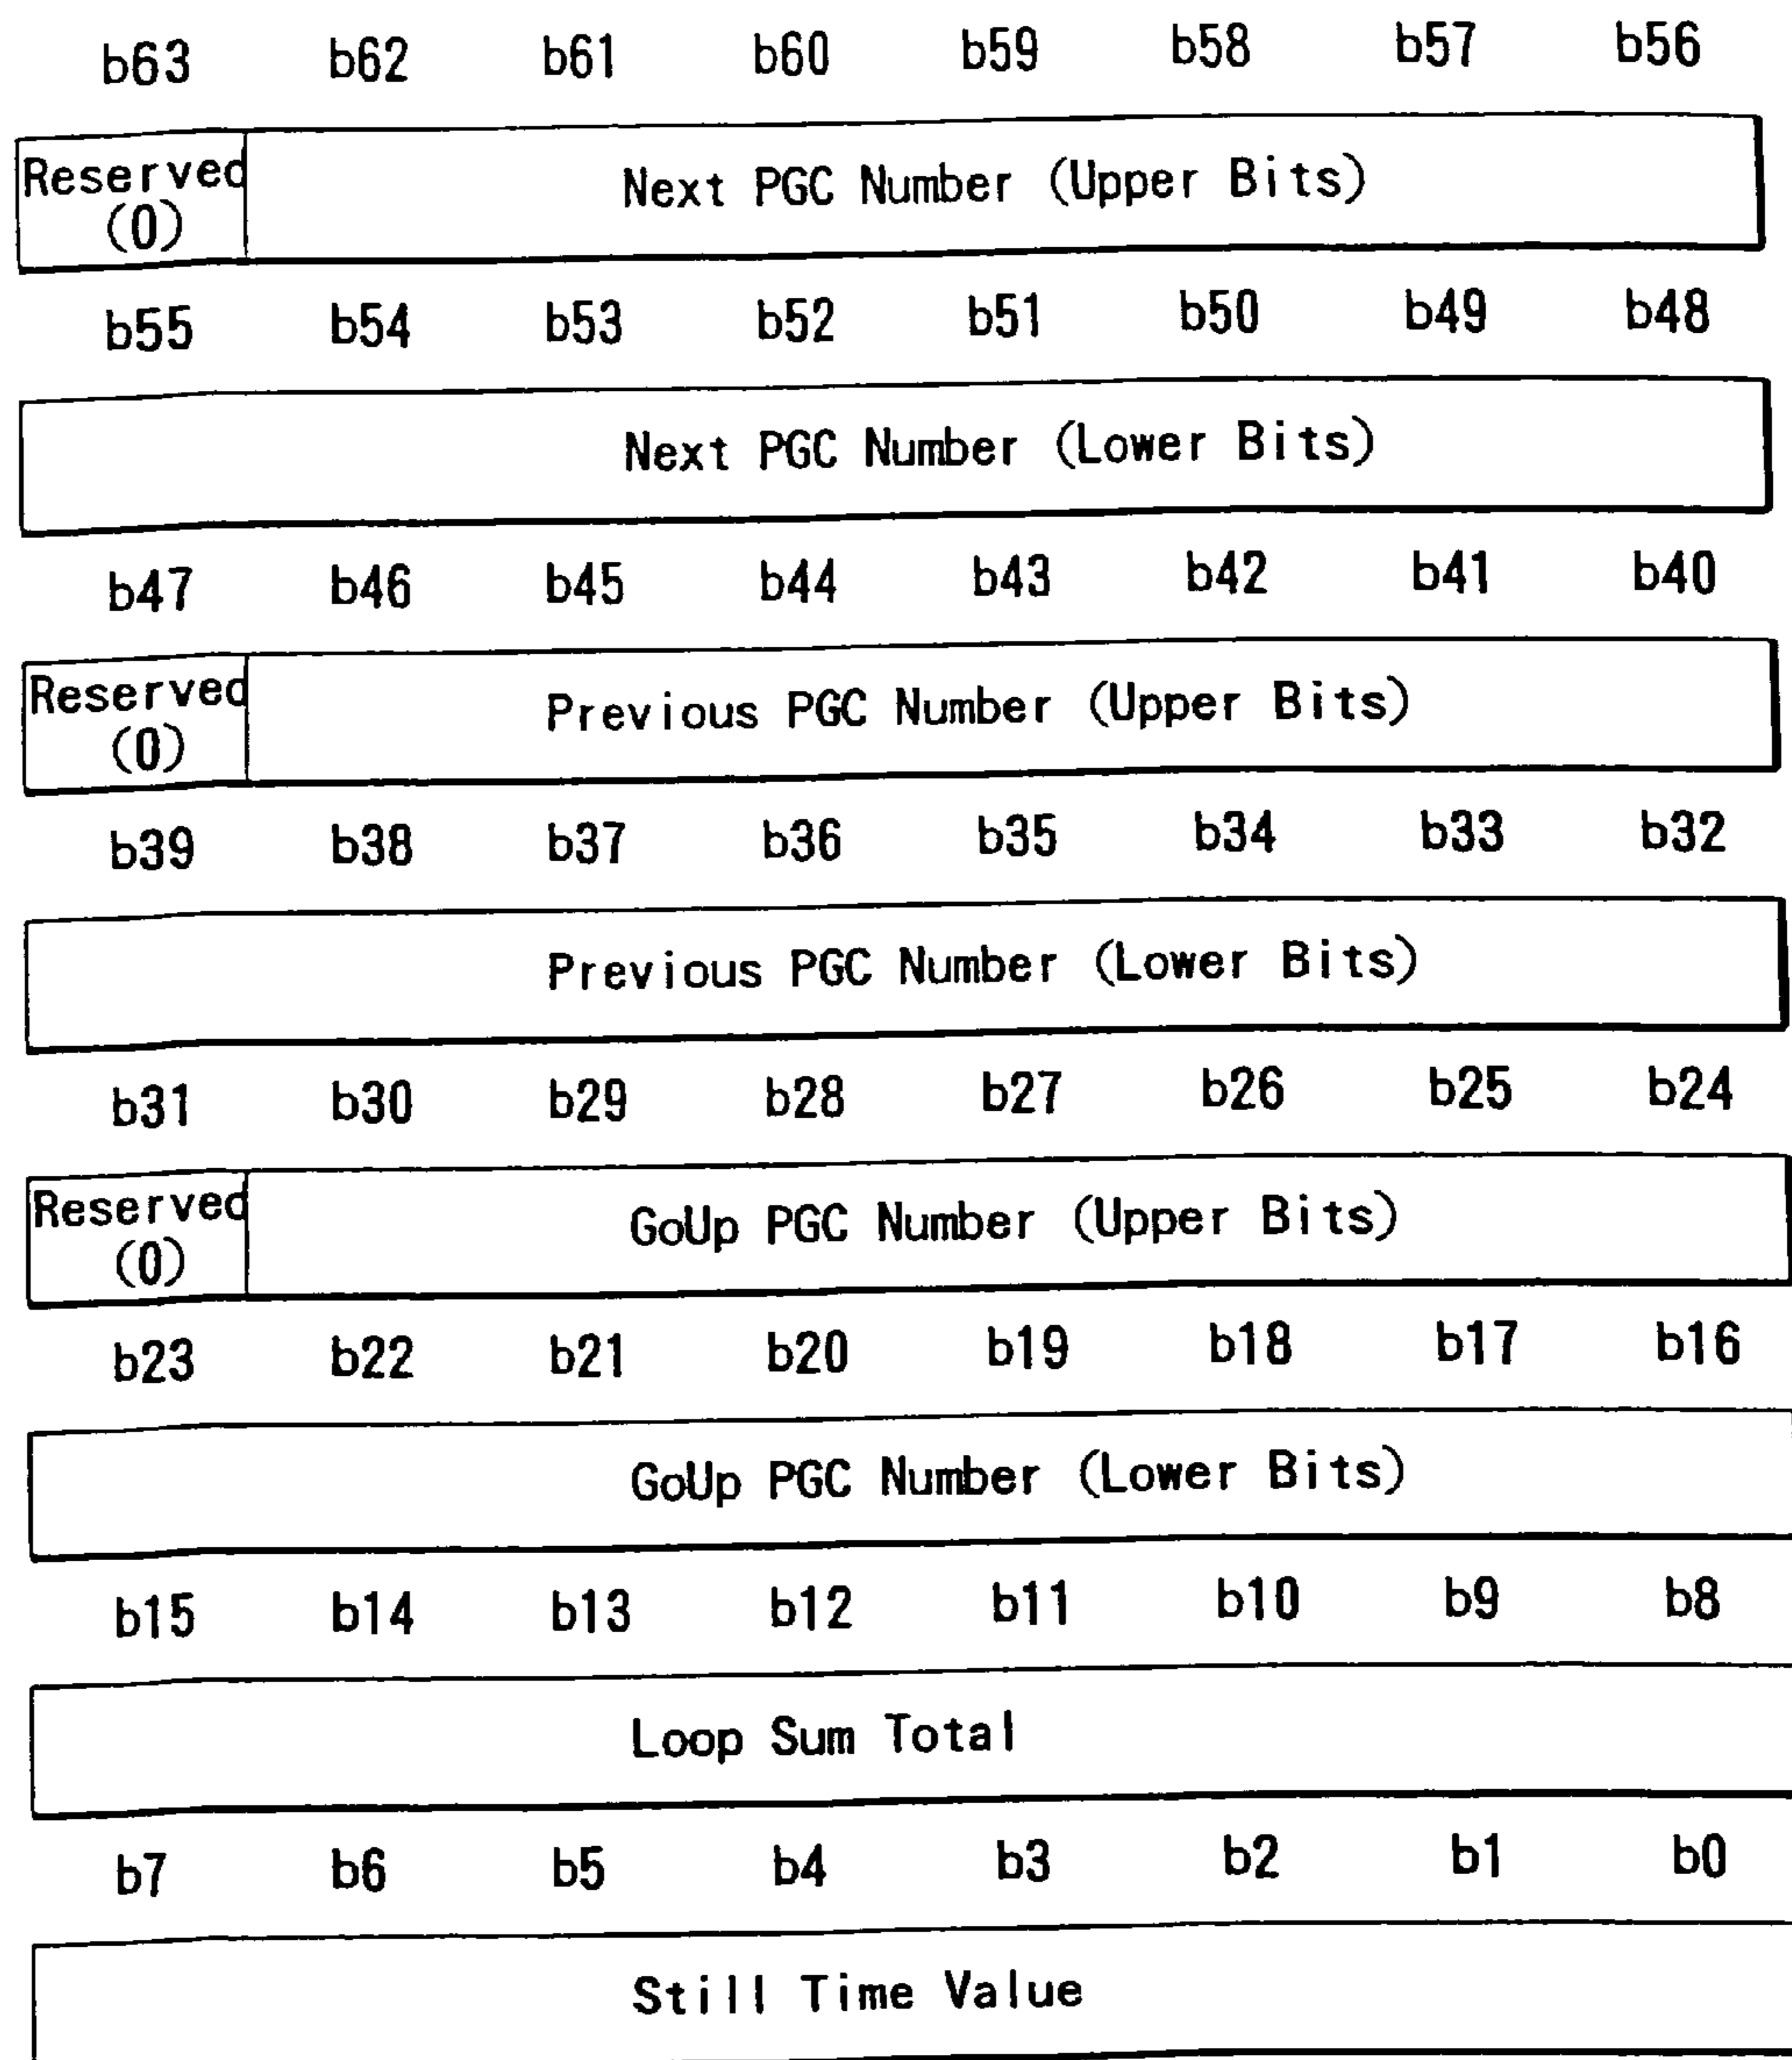 b63 b62 b61 b60 b59 b58 b57 b56
Reserved Next PGC Number (Upper Bits)
(0)
b55 b54 b53 b52 b51 b50 b49 b48
Next PGC Number (Lower Bits)
b47 b46 b45 b44 b43 b42 b41 b40
Reserved Previous PGC Number (Upper Bits)
(0)
b39 b38 b37 b36 b35 b34 b33 b32
Previous PGC Number (Lower Bits)
b31 b30 b29 b28 b27 b26 b25 b24
Reserved GoUp PGC Number (Upper Bits)
(0)
b23 b22 b21 b20 b19 b18 b17 b16
GoUp PGC Number (Lower Bits)
b15 b14 b13 b12 b11 b10 b9 b8
Loop Sum Total
b7 b6 b5 b4 b3 b2 b1 b0
Still Time Value